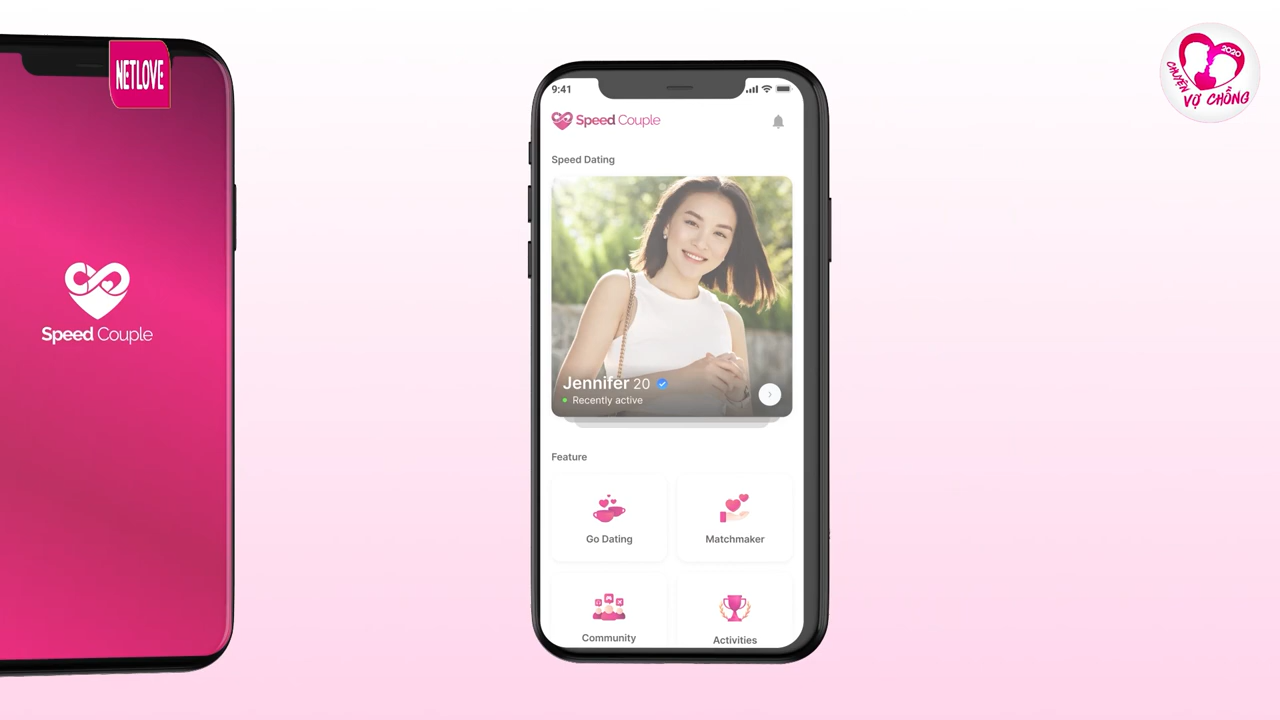 NETLOVE
2020
CHUYỆN
VỢ CHỒNG
Speed Couple
9:41
Speed Couple
Speed Dating
Jennifer 20
Recently active
Feature
Go Dating
Matchmaker
Community
Activities